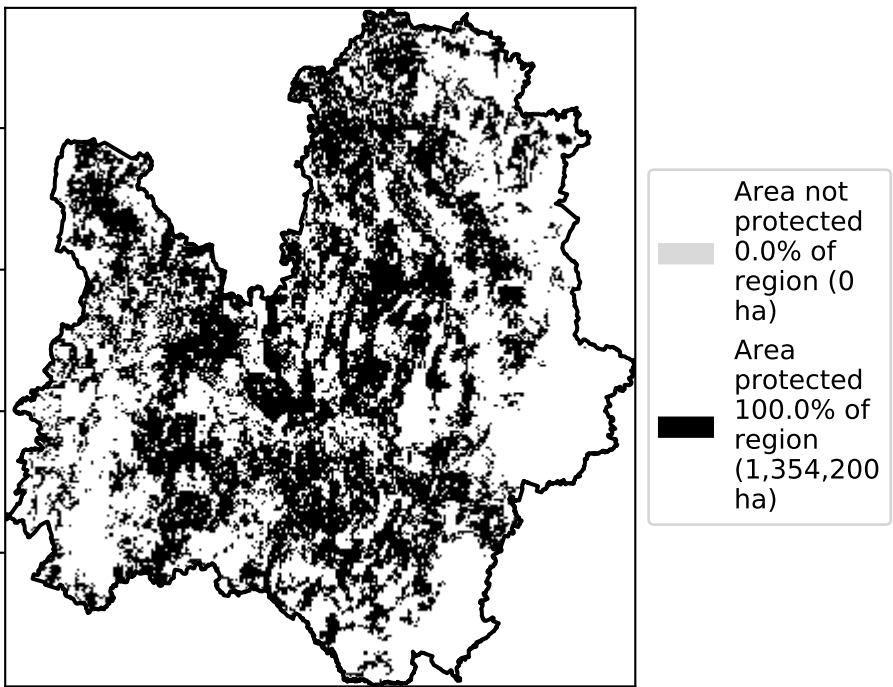 Area not
protected
0.0% of
region (0
ha)
Area
protected
100.0% of
region
(1,354,200
ha)